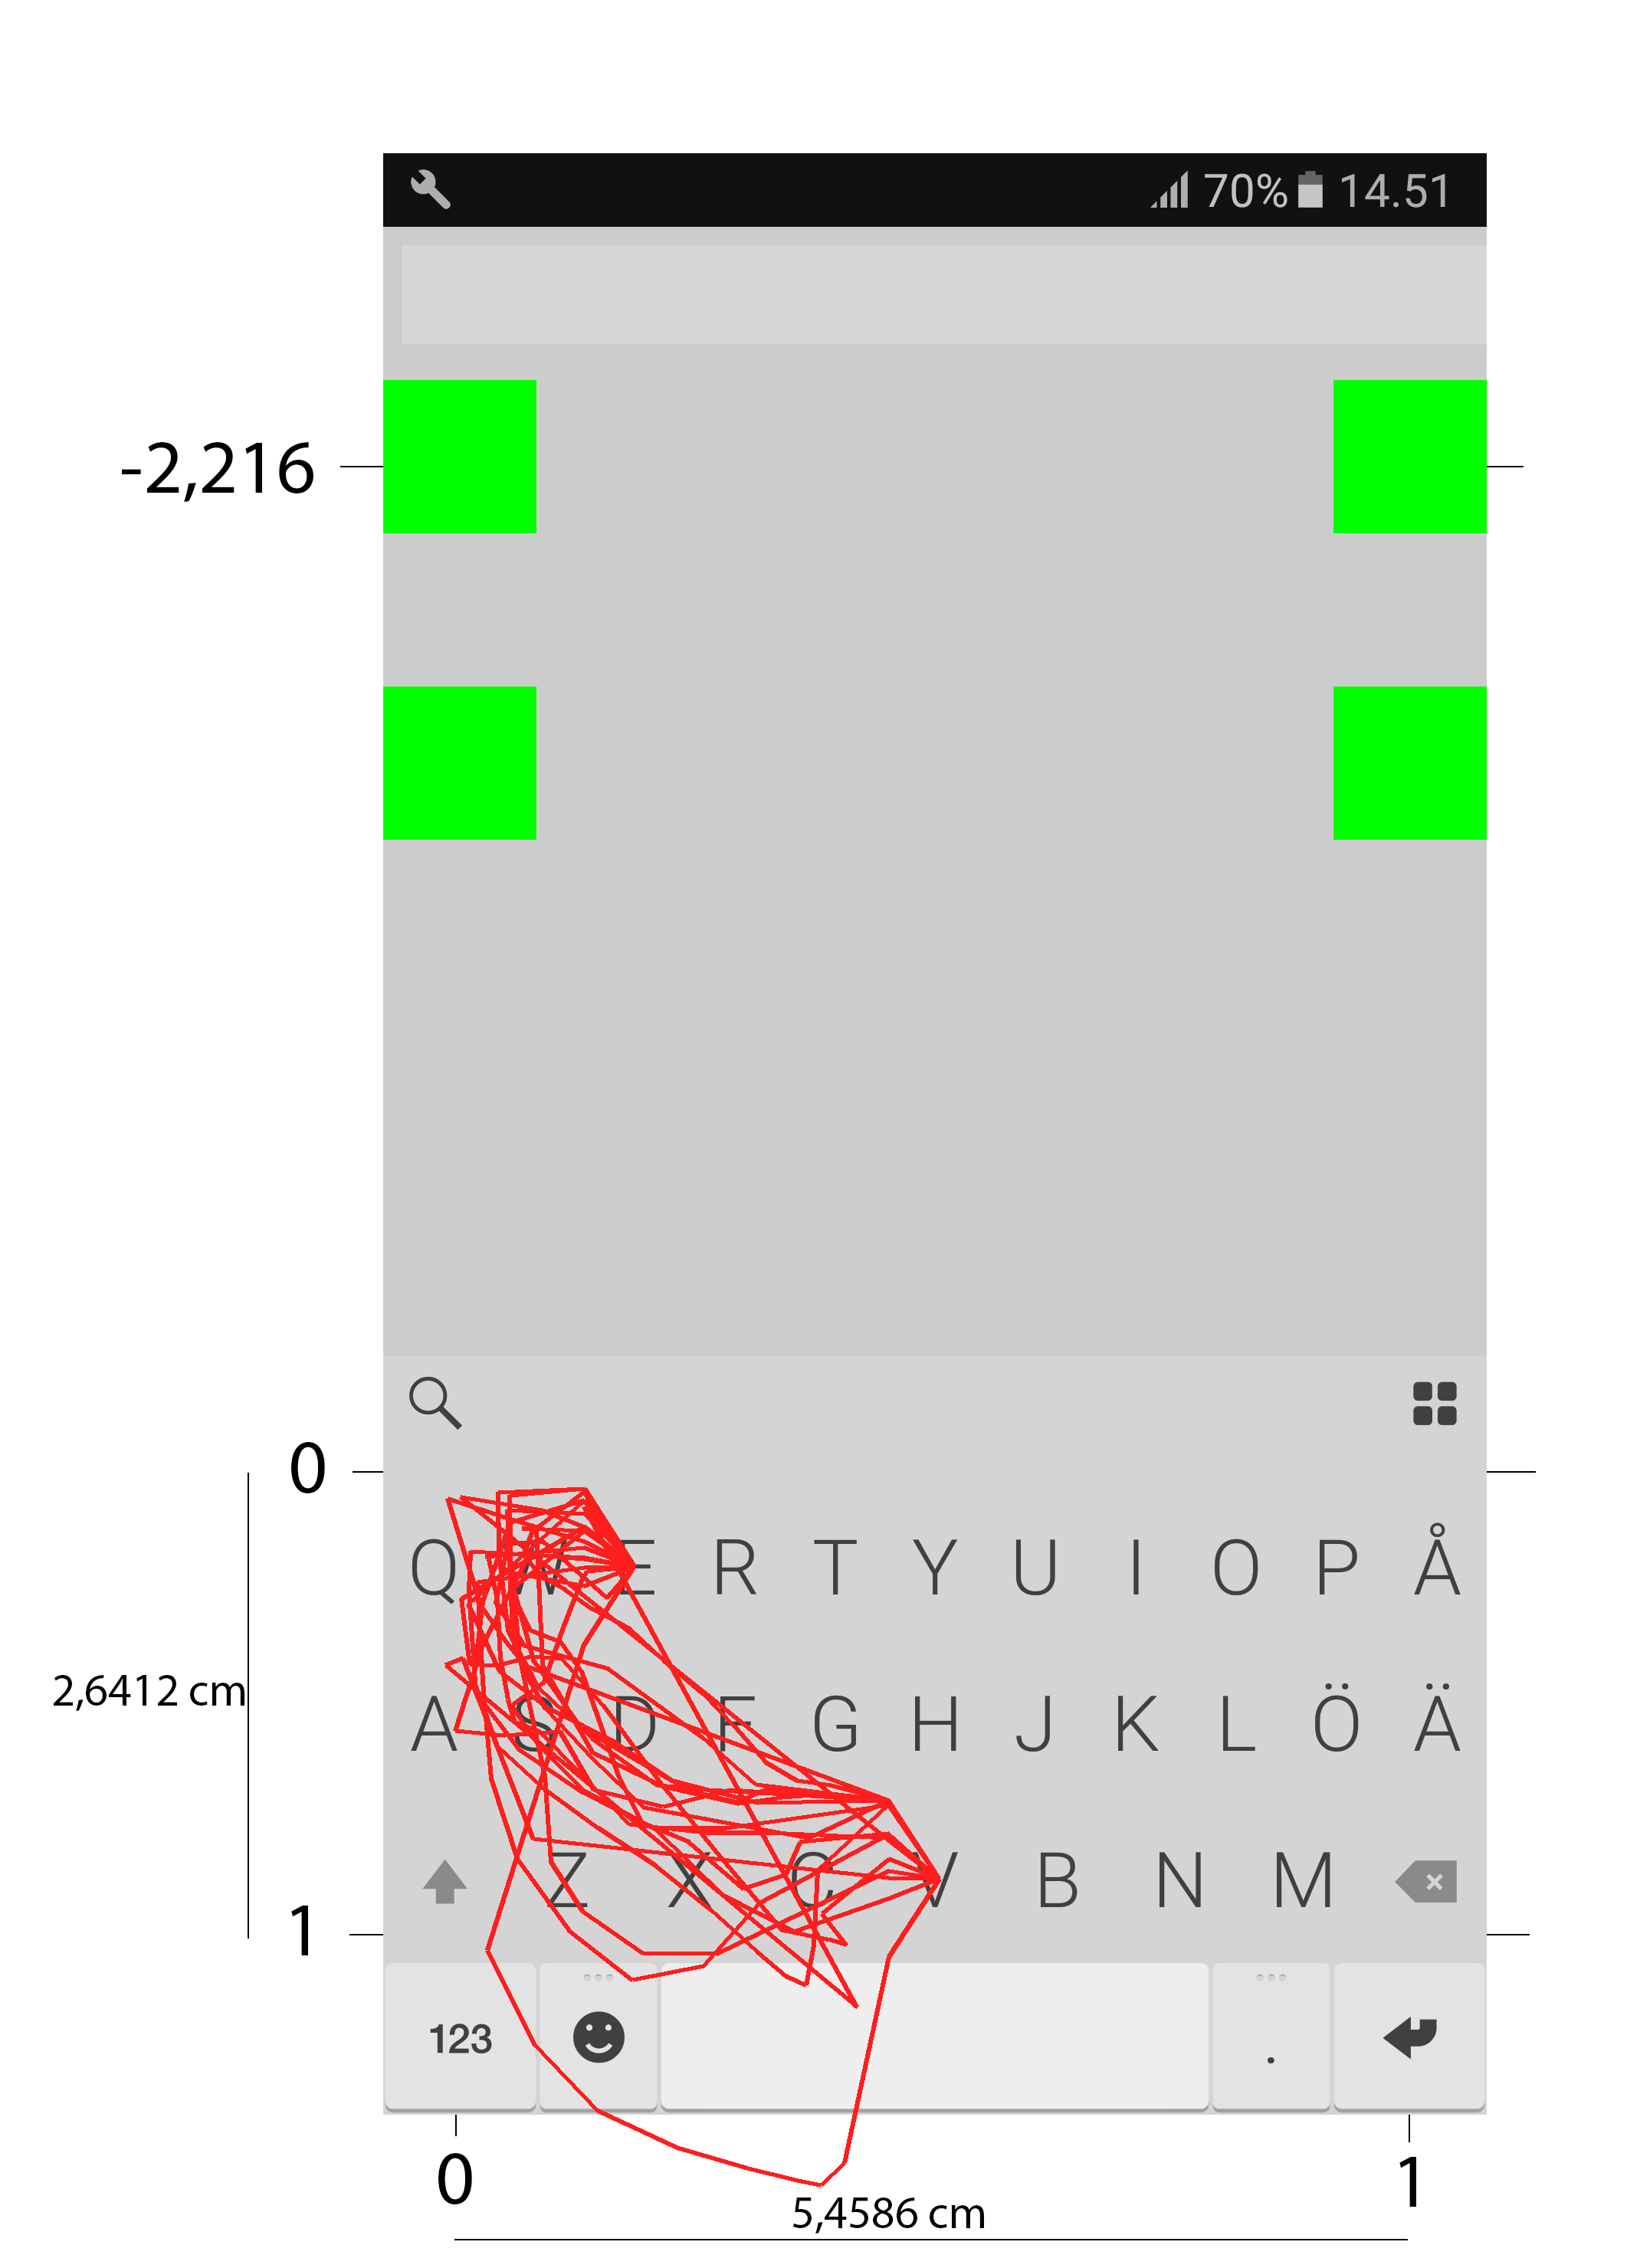 70% 14.51
-2,216
0
Q W E R T Y U I O P Å
2,6412 cm
A S D F G H J K L Ö Ä
Z X C V B N M
1
123 .
0 1
5,4586 cm